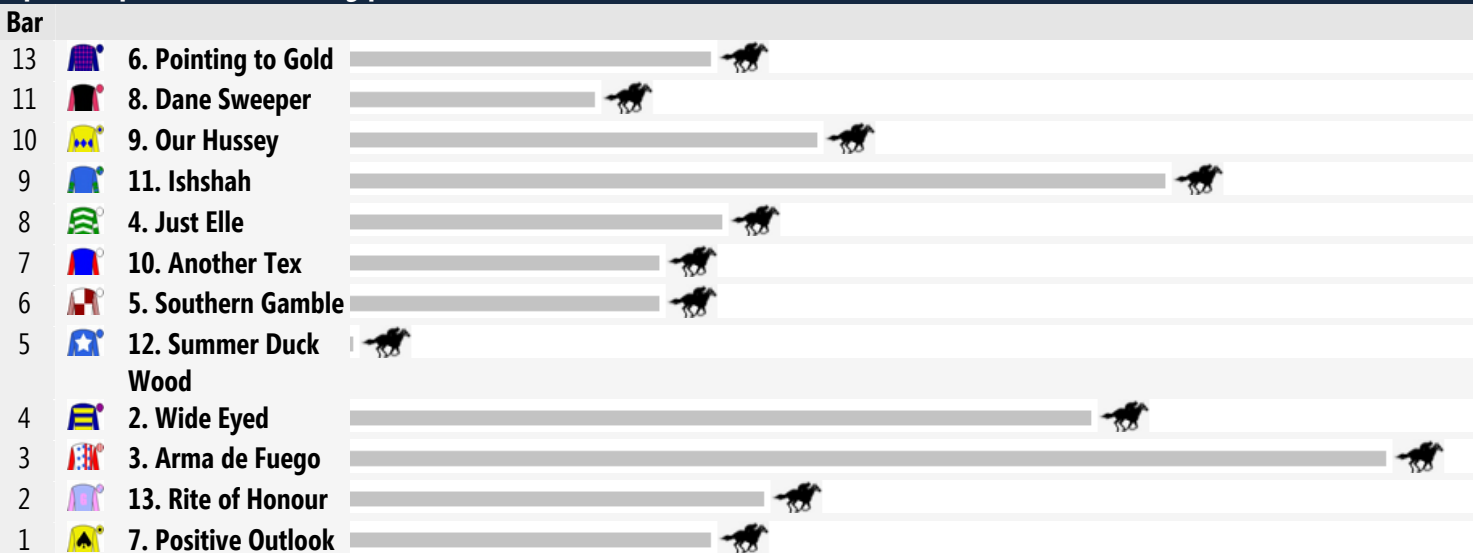 Bar
13 6. Pointing to Gold
11 8. Dane Sweeper
10 9. Our Hussey
9 11. Ishshah
8 4. Just Elle
7 10. Another Tex
6 5. Southern Gamble
5 12. Summer Duck
Wood
4 2. Wide Eyed
3 3. Arma de Fuego
2 13. Rite of Honour
1 7. Positive Outlook